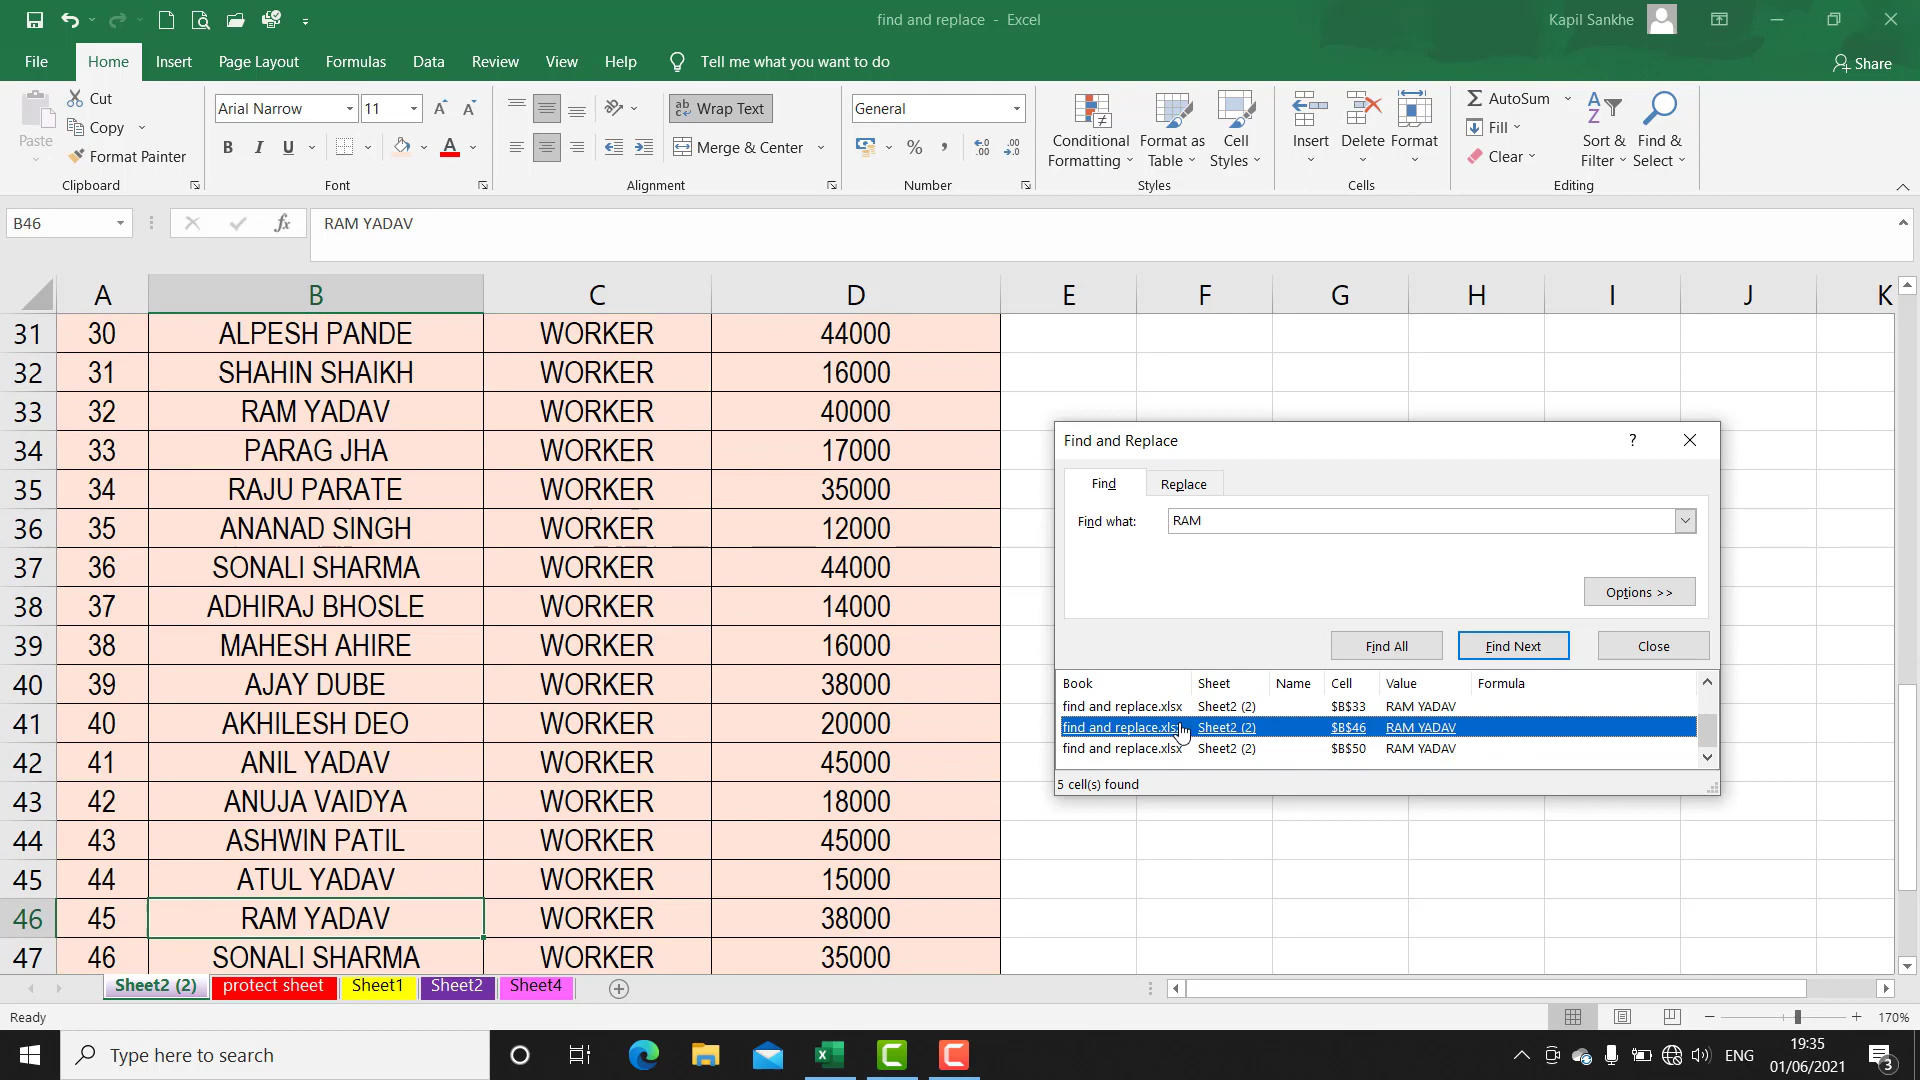 find and replace - Excel
Kapil Sankhe
File Home Insert Page Layout Formulas Data Review View Help Tell me what you want to do Share
Paste
Cut
Copy
Format Painter
Clipboard
Arial Narrow 11
B I U A
Font
Wrap Text
Merge & Center
Alignment
General
% ,
Number
Conditional Formatting
Format as Table
Cell Styles
Styles
Insert Delete Format
Cells
AutoSum
Fill
Clear
Sort & Filter
Find & Select
Editing
B46 fx RAM YADAV
A B C D E F G H I J K
31 30 ALPESH PANDE WORKER 44000
32 31 SHAHIN SHAIKH WORKER 16000
33 32 RAM YADAV WORKER 40000
34 33 PARAG JHA WORKER 17000
35 34 RAJU PARATE WORKER 35000
36 35 ANANAD SINGH WORKER 12000
37 36 SONALI SHARMA WORKER 44000
38 37 ADHIRAJ BHOSLE WORKER 14000
39 38 MAHESH AHIRE WORKER 16000
40 39 AJAY DUBE WORKER 38000
41 40 AKHILESH DEO WORKER 20000
42 41 ANIL YADAV WORKER 45000
43 42 ANUJA VAIDYA WORKER 18000
44 43 ASHWIN PATIL WORKER 45000
45 44 ATUL YADAV WORKER 15000
46 45 RAM YADAV WORKER 38000
47 46 SONALI SHARMA WORKER 35000
Find and Replace ?
Find Replace
Find what: RAM
Options >>
Find All Find Next Close
Book Sheet Name Cell Value Formula
find and replace.xlsx Sheet2 (2) $B$33 RAM YADAV
find and replace.xlsx Sheet2 (2) $B$46 RAM YADAV
find and replace.xlsx Sheet2 (2) $B$50 RAM YADAV
5 cell(s) found
Sheet2 (2) protect sheet Sheet1 Sheet2 Sheet4
Ready
170%
Type here to search
ENG
19:35
01/06/2021
3